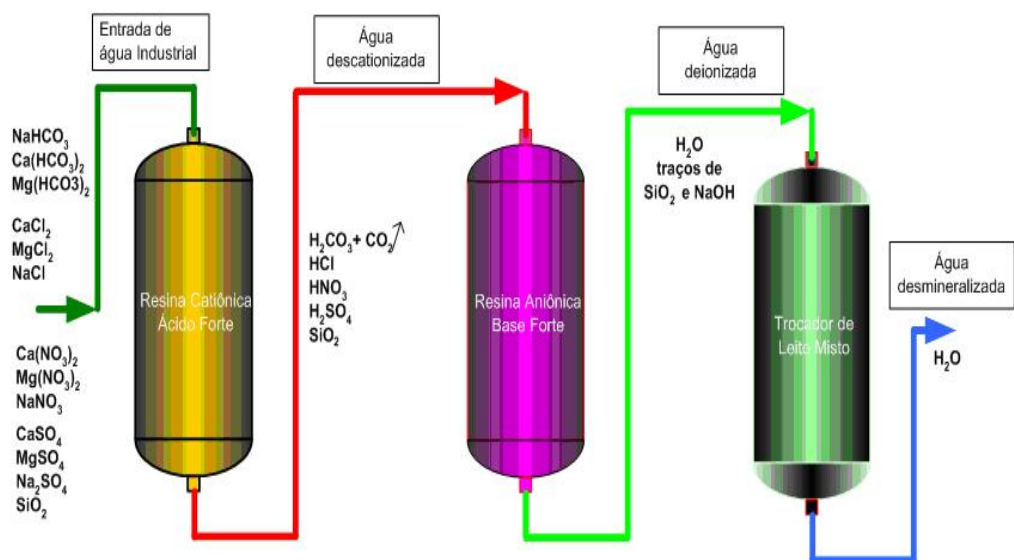 Entrada de
água Industrial
Água
descationizada
Água
deionizada
NaHCO₃
Ca(HCO₃)₂
Mg(HCO3)₂
CaCl₂
MgCl₂
NaCl
Ca(NO₃)₂
Mg(NO₃)₂
NaNO₃
CaSO₄
MgSO₄
Na₂SO₄
SiO₂
Resina Catiônica
Ácido Forte
H₂CO₃+ CO₂
HCl
HNO₃
H₂SO₄
SiO₂
Resina Aniônica
Base Forte
H₂O
traços de
SiO₂ e NaOH
Trocador de
Leito Misto
Água
desmineralizada
H₂O